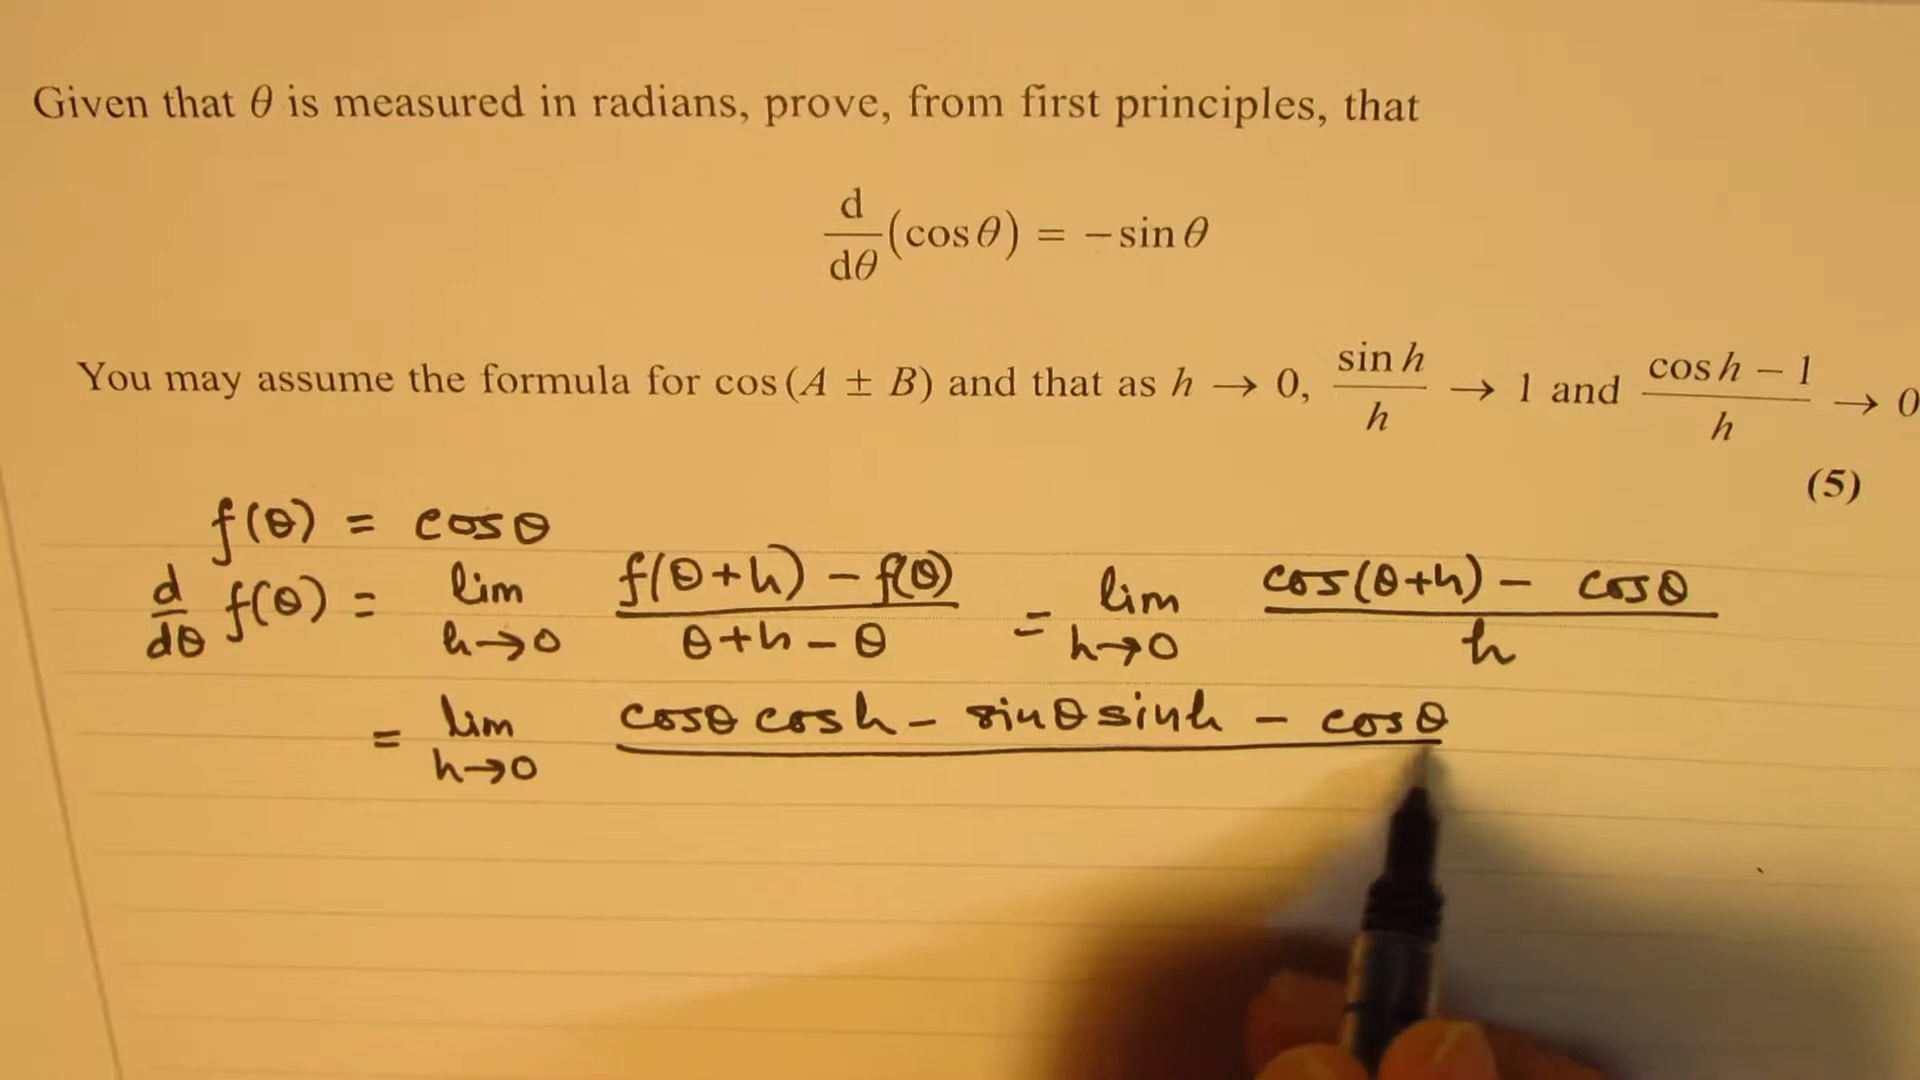 Given that θ is measured in radians, prove, from first principles, that
d/dθ (cos θ) = − sin θ
You may assume the formula for cos(A ± B) and that as h → 0, sin h / h → 1 and cos h − 1 / h → 0
(5)
f(θ) = cosθ
d/dθ f(θ) = lim h→0 f(θ+h) − f(θ) / θ+h − θ = lim h→0 cos(θ+h) − cosθ / h
= lim h→0 cosθ cosh − sinθ sinh − cosθ